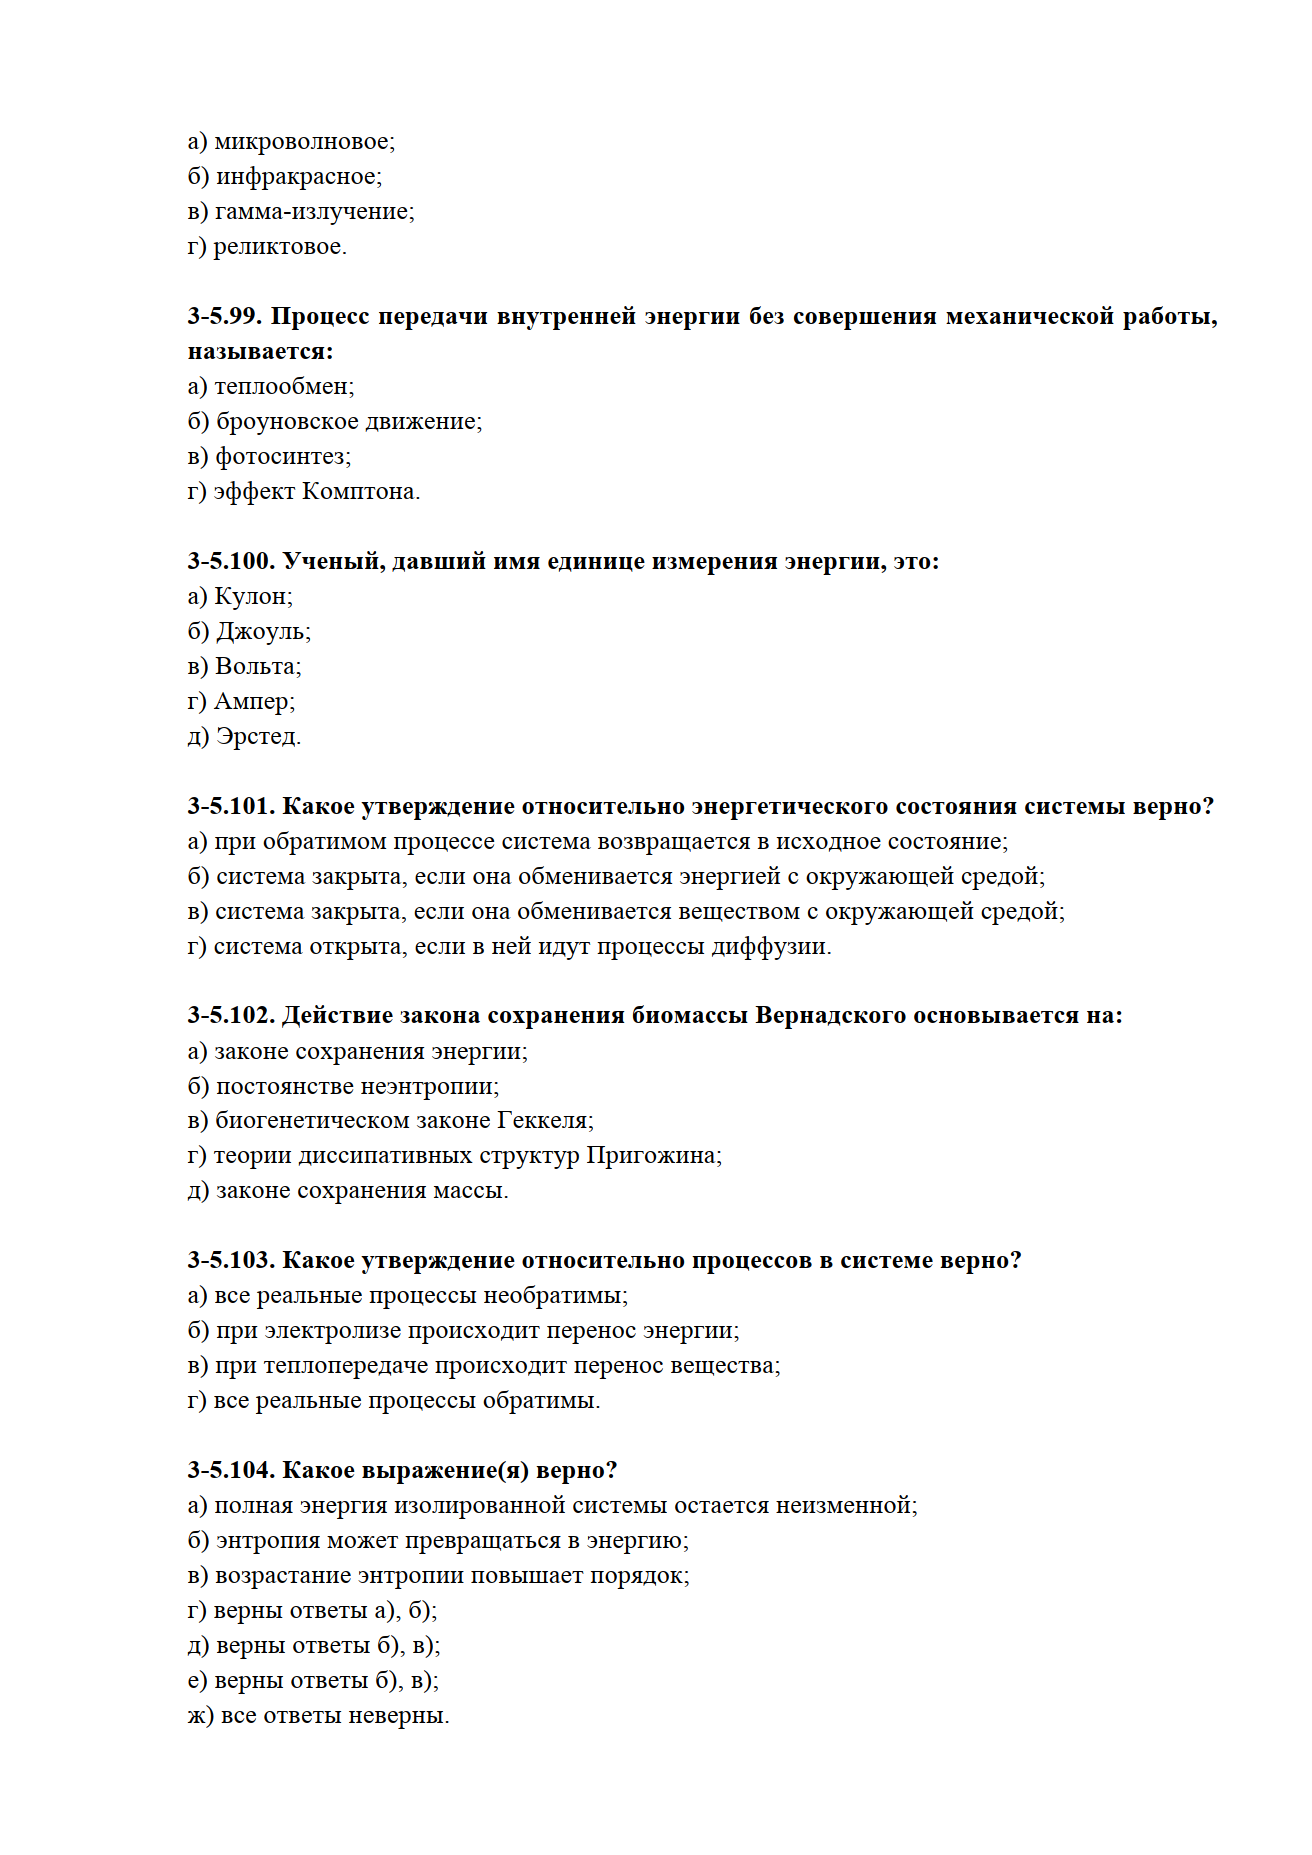 а) микроволновое;
б) инфракрасное;
в) гамма-излучение;
г) реликтовое.
3-5.99. Процесс передачи внутренней энергии без совершения механической работы,
называется:
а) теплообмен;
б) броуновское движение;
в) фотосинтез;
г) эффект Комптона.
3-5.100. Ученый, давший имя единице измерения энергии, это:
а) Кулон;
б) Джоуль;
в) Вольта;
г) Ампер;
д) Эрстед.
3-5.101. Какое утверждение относительно энергетического состояния системы верно?
а) при обратимом процессе система возвращается в исходное состояние;
б) система закрыта, если она обменивается энергией с окружающей средой;
в) система закрыта, если она обменивается веществом с окружающей средой;
г) система открыта, если в ней идут процессы диффузии.
3-5.102. Действие закона сохранения биомассы Вернадского основывается на:
а) законе сохранения энергии;
б) постоянстве неэнтропии;
в) биогенетическом законе Геккеля;
г) теории диссипативных структур Пригожина;
д) законе сохранения массы.
3-5.103. Какое утверждение относительно процессов в системе верно?
а) все реальные процессы необратимы;
б) при электролизе происходит перенос энергии;
в) при теплопередаче происходит перенос вещества;
г) все реальные процессы обратимы.
3-5.104. Какое выражение(я) верно?
а) полная энергия изолированной системы остается неизменной;
б) энтропия может превращаться в энергию;
в) возрастание энтропии повышает порядок;
г) верны ответы а), б);
д) верны ответы б), в);
е) верны ответы б), в);
ж) все ответы неверны.